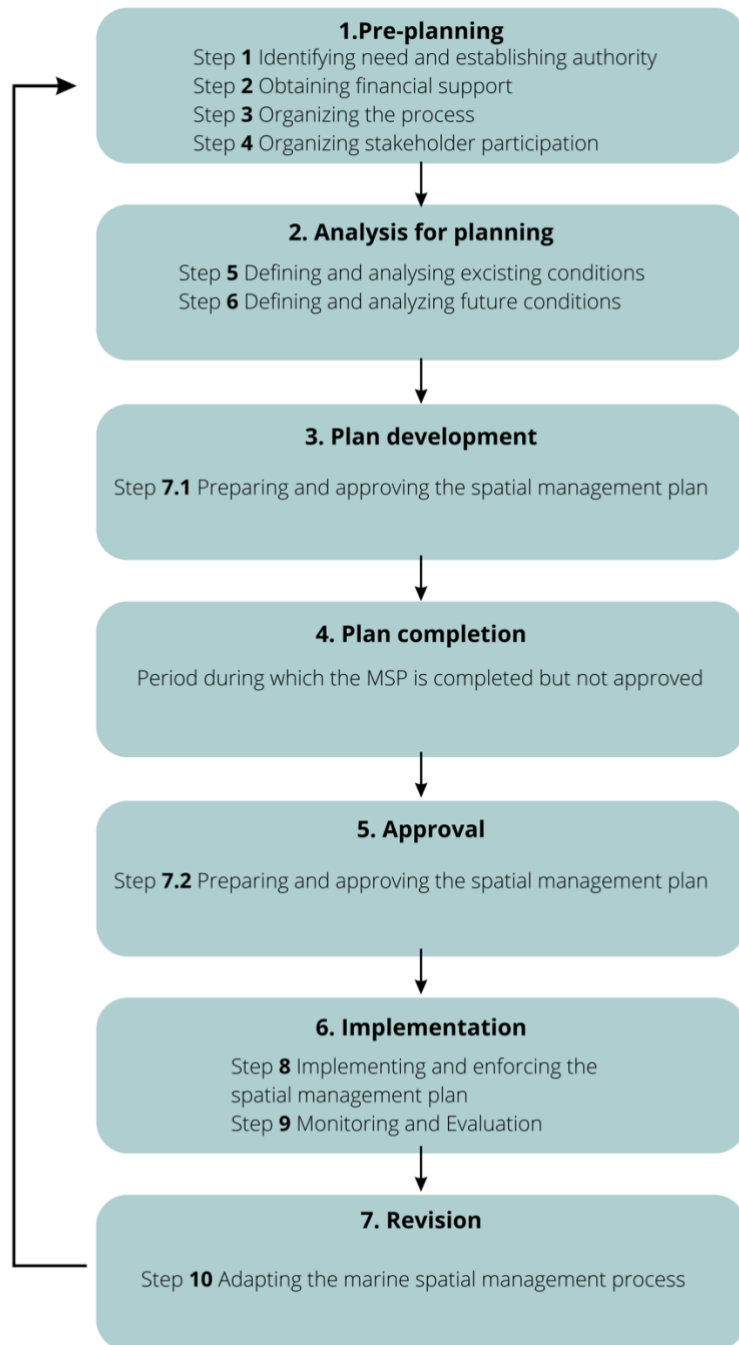 1.Pre-planning
Step 1 Identifying need and establishing authority
Step 2 Obtaining financial support
Step 3 Organizing the process
Step 4 Organizing stakeholder participation
2. Analysis for planning
Step 5 Defining and analysing excisting conditions
Step 6 Defining and analyzing future conditions
3. Plan development
Step 7.1 Preparing and approving the spatial management plan
4. Plan completion
Period during which the MSP is completed but not approved
5. Approval
Step 7.2 Preparing and approving the spatial management plan
6. Implementation
Step 8 Implementing and enforcing the
spatial management plan
Step 9 Monitoring and Evaluation
7. Revision
Step 10 Adapting the marine spatial management process